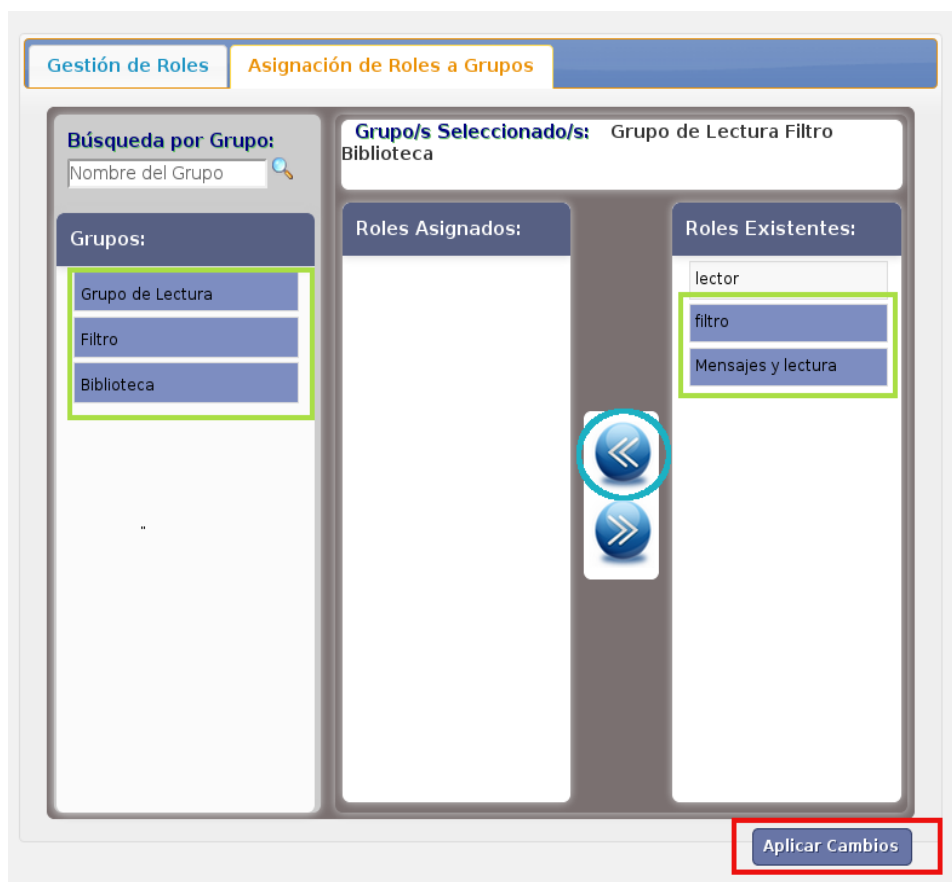 Gestión de Roles
Asignación de Roles a Grupos
Búsqueda por Grupo:
Nombre del Grupo
Grupo/s Seleccionado/s: Grupo de Lectura Filtro
Biblioteca
Grupos:
Grupo de Lectura
Filtro
Biblioteca
"
Roles Asignados:
Roles Existentes:
lector
filtro
Mensajes y lectura
Aplicar Cambios